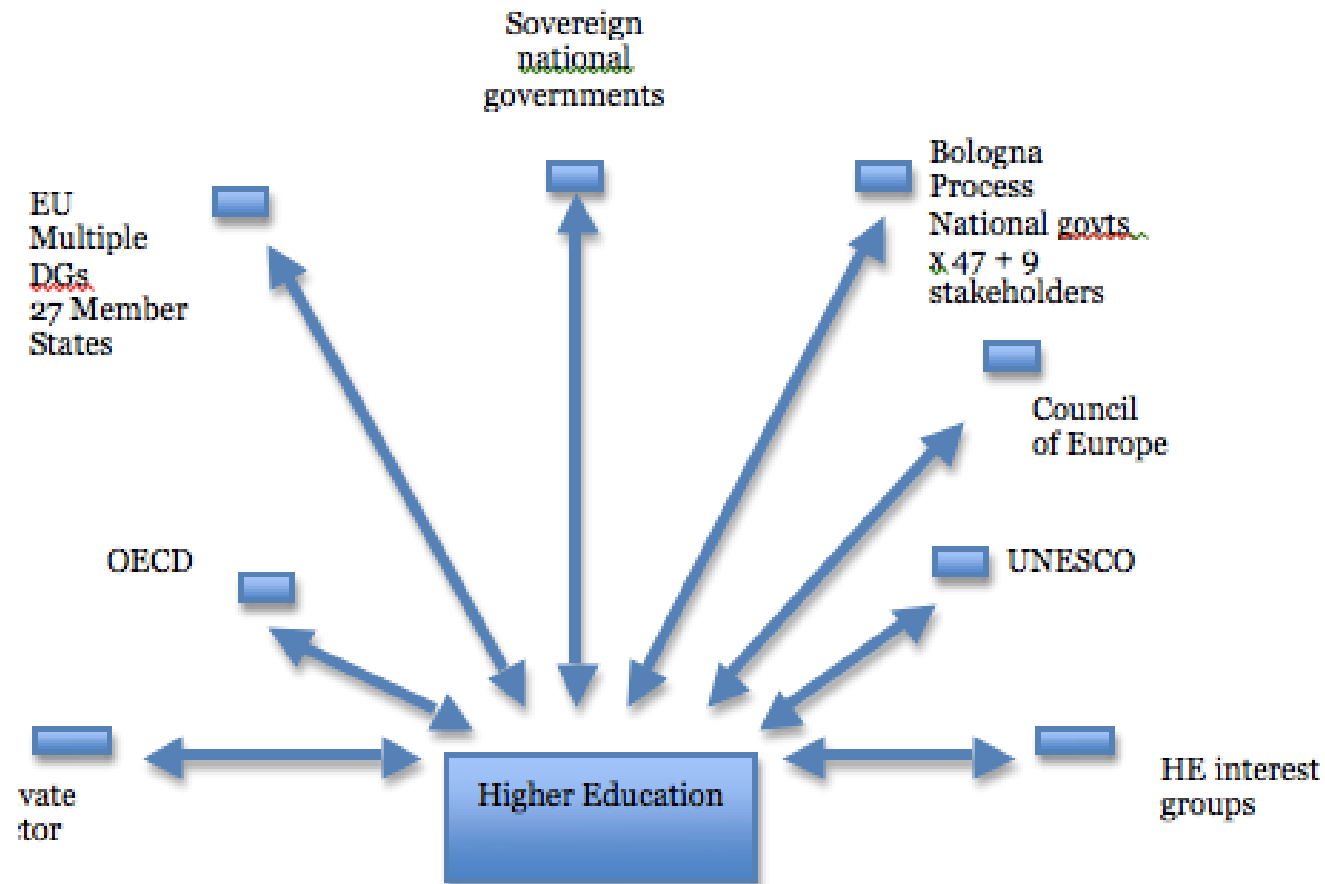 Sovereign
national
governments
Bologna
Process
National govts
x 47 + 9
stakeholders
EU
Multiple
DGs
27 Member
States
Council
of Europe
OECD
UNESCO
HE interest
groups
vate
tor
Higher Education